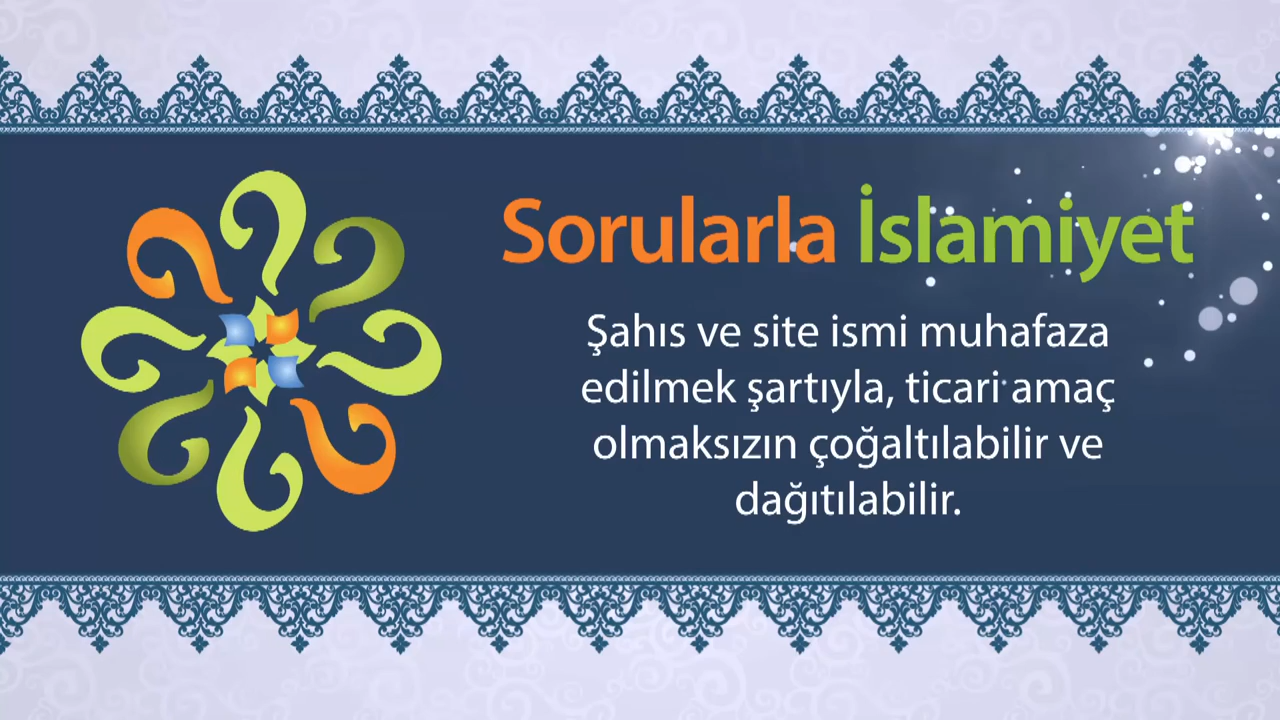 Sorularla İslamiyet
Şahıs ve site ismi muhafaza
edilmek şartıyla, ticari amaç
olmaksızın çoğaltılabilir ve
dağıtılabilir.